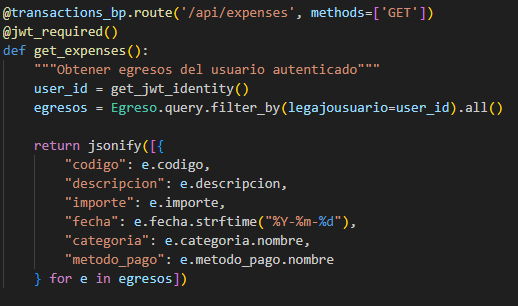 @transactions_bp.route('/api/expenses', methods=['GET'])
@jwt_required()
def get_expenses():
    """Obtener egresos del usuario autenticado"""
    user_id = get_jwt_identity()
    egresos = Egreso.query.filter_by(legajousuario=user_id).all()

    return jsonify([{
        "codigo": e.codigo,
        "descripcion": e.descripcion,
        "importe": e.importe,
        "fecha": e.fecha.strftime("%Y-%m-%d"),
        "categoria": e.categoria.nombre,
        "metodo_pago": e.metodo_pago.nombre
    } for e in egresos])